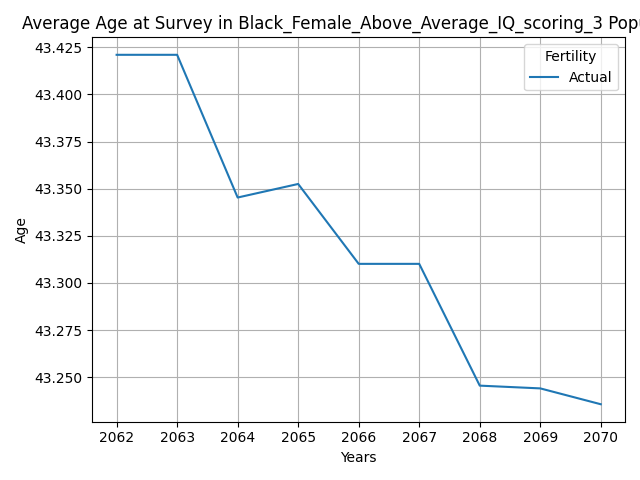 Average Age at Survey in Black_Female_Above_Average_IQ_scoring_3
43.425
43.400
43.375
43.350
43.325
43.300
43.275
43.250
Age
Fertility
Actual
2062 2063 2064 2065 2066 2067 2068 2069 2070
Years